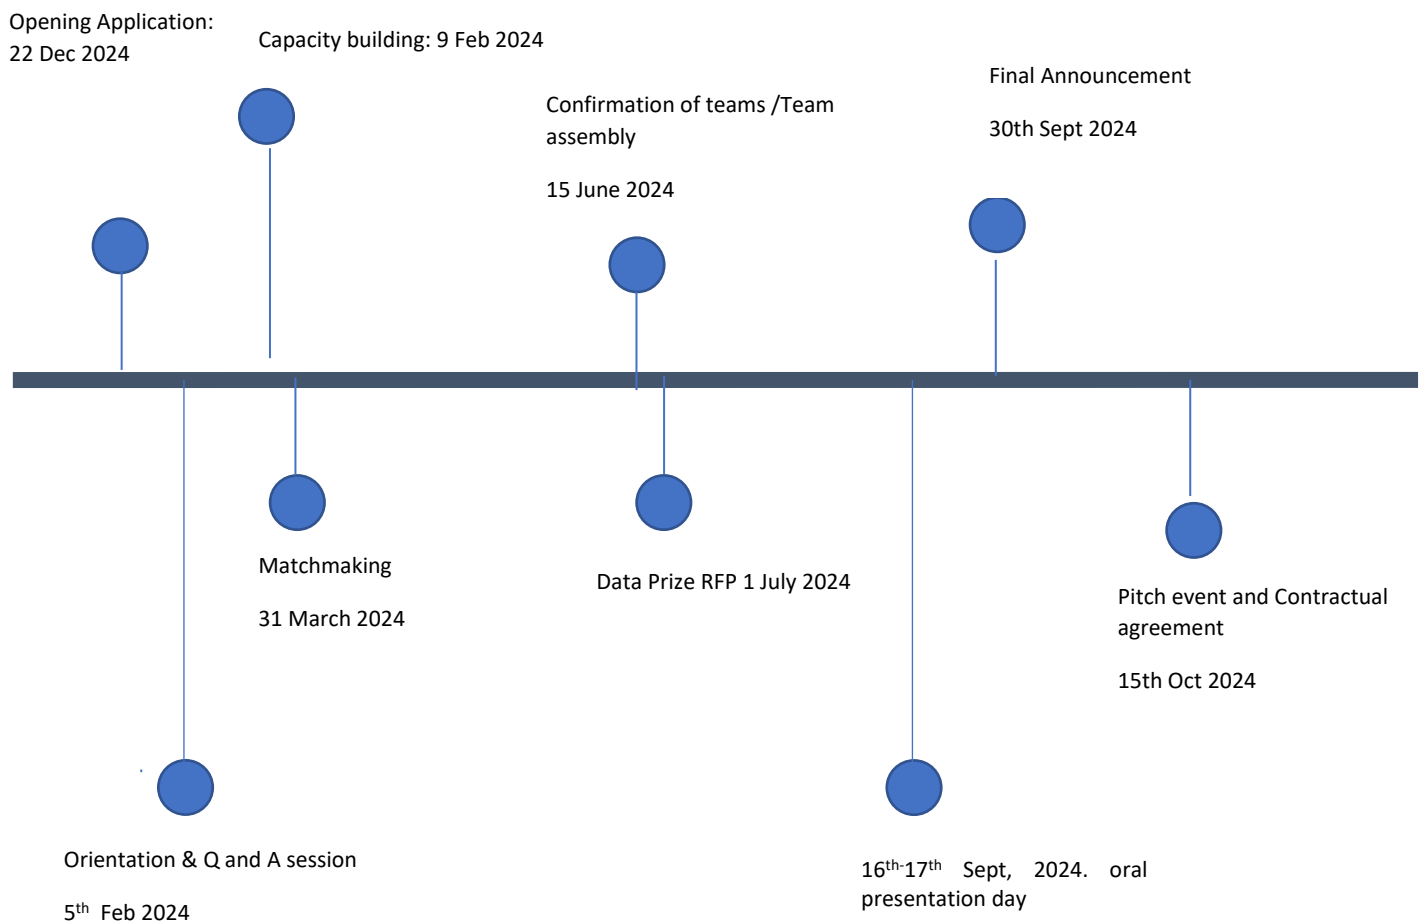 Opening Application:
22 Dec 2024
Capacity building: 9 Feb 2024
Final Announcement
30th Sept 2024
Confirmation of teams /Team
assembly
15 June 2024
Matchmaking
31 March 2024
Data Prize RFP 1 July 2024
Pitch event and Contractual
agreement
15th Oct 2024
Orientation & Q and A session
5th Feb 2024
16th-17th Sept, 2024. oral
presentation day